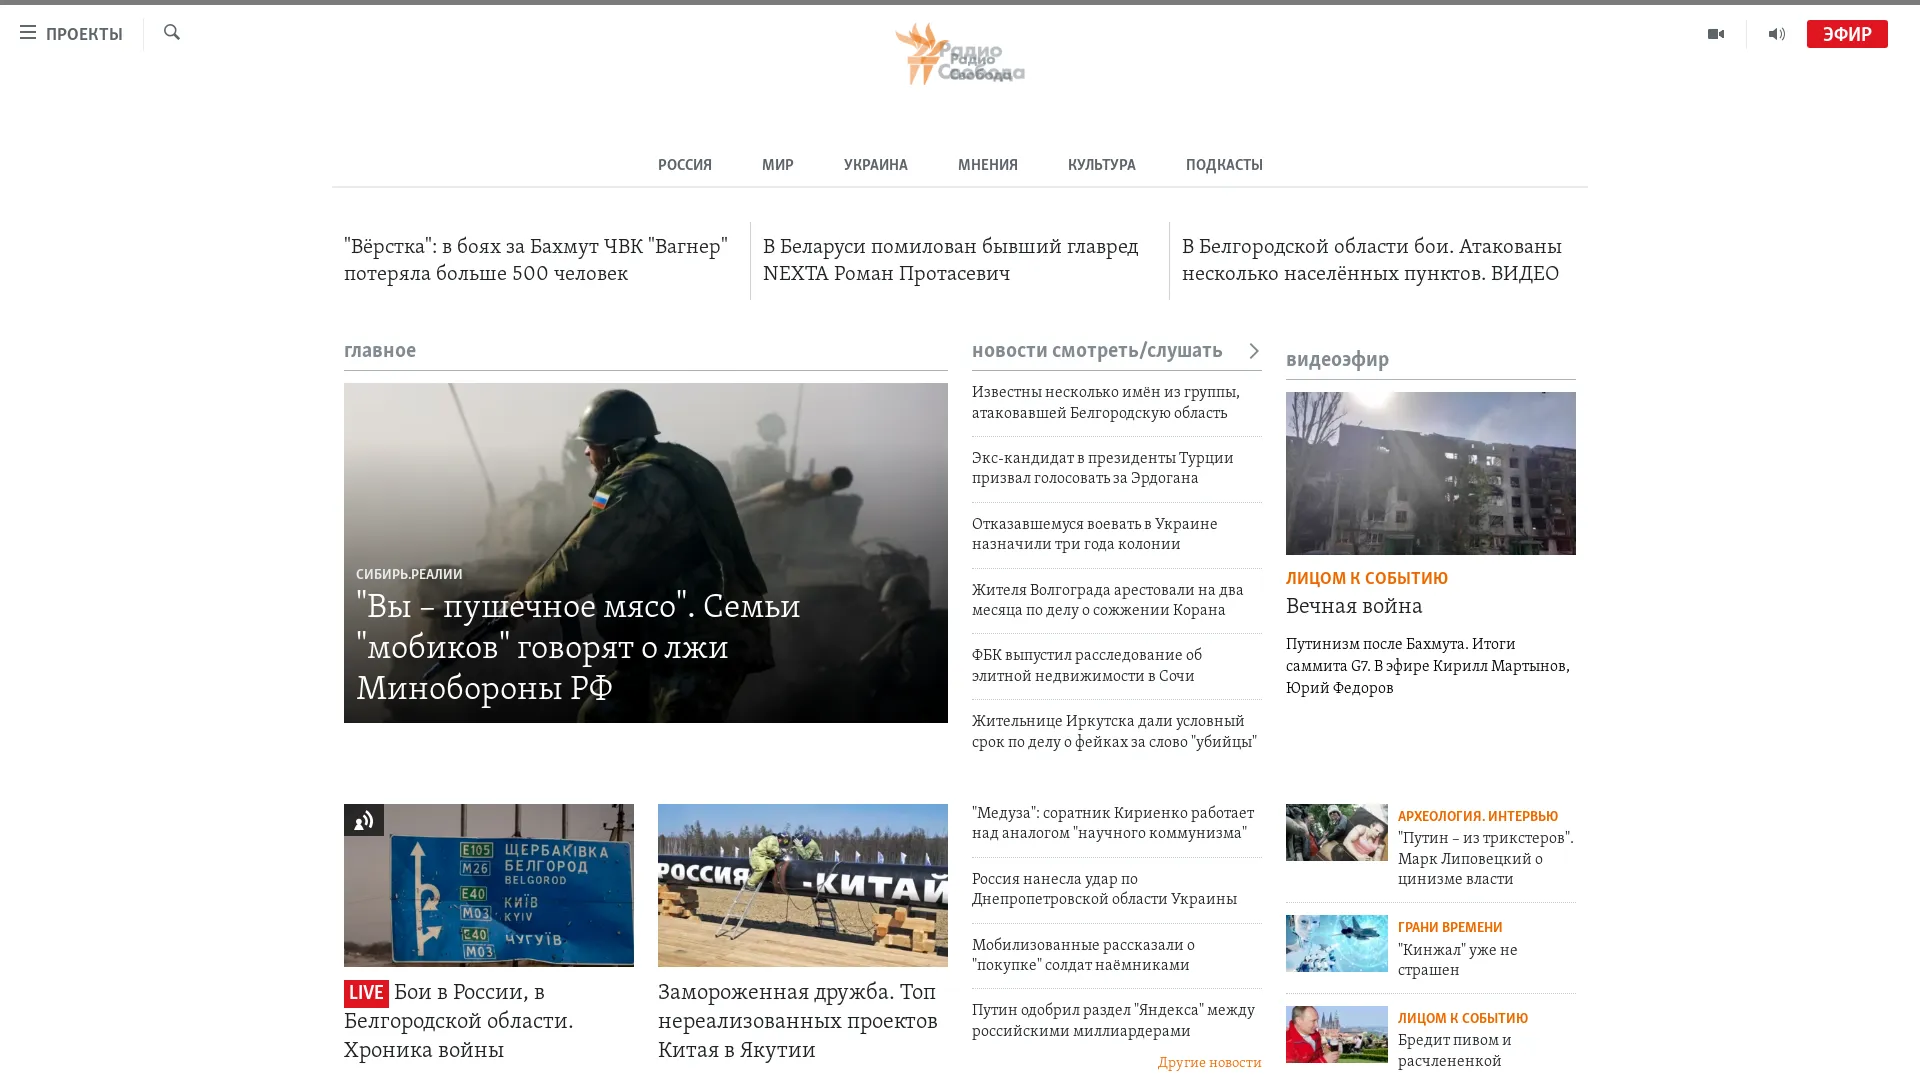 ПРОЕКТЫ
Радио
Свобода
Радио
Свобода
ЭФИР
РОССИЯ
МИР
УКРАИНА
МНЕНИЯ
КУЛЬТУРА
ПОДКАСТЫ
"Вёрстка": в боях за Бахмут ЧВК "Вагнер"
потеряла больше 500 человек
В Беларуси помилован бывший главред
NEXTA Роман Протасевич
В Белгородской области бои. Атакованы
несколько населённых пунктов. ВИДЕО
главное
СИБИРЬ.РЕАЛИИ
"Вы – пушечное мясо". Семьи
"мобиков" говорят о лжи
Минобороны РФ
новости смотреть/слушать
Известны несколько имён из группы,
атаковавшей Белгородскую область
Экс-кандидат в президенты Турции
призвал голосовать за Эрдогана
Отказавшемуся воевать в Украине
назначили три года колонии
Жителя Волгограда арестовали на два
месяца по делу о сожжении Корана
ФБК выпустил расследование об
элитной недвижимости в Сочи
Жительнице Иркутска дали условный
срок по делу о фейках за слово "убийцы"
видеоэфир
ЛИЦОМ К СОБЫТИЮ
Вечная война
Путинизм после Бахмута. Итоги
саммита G7. В эфире Кирилл Мартынов,
Юрий Федоров
E105
M26
ЩЕРБАКІВКА
БЕЛГОРОД
BELGOROD
E40
M03
КИЇВ
KYIV
E40
M03
ЧУГУЇВ
LIVE Бои в России, в
Белгородской области.
Хроника войны
РОССИЯ - КИТАЙ
Замороженная дружба. Топ
нереализованных проектов
Китая в Якутии
"Медуза": соратник Кириенко работает
над аналогом "научного коммунизма"
Россия нанесла удар по
Днепропетровской области Украины
Мобилизованные рассказали о
"покупке" солдат наёмниками
Путин одобрил раздел "Яндекса" между
российскими миллиардерами
Другие новости
АРХЕОЛОГИЯ. ИНТЕРВЬЮ
"Путин – из трикстеров".
Марк Липовецкий о
цинизме власти
ГРАНИ ВРЕМЕНИ
"Кинжал" уже не
страшен
ЛИЦОМ К СОБЫТИЮ
Бредит пивом и
расчлененкой